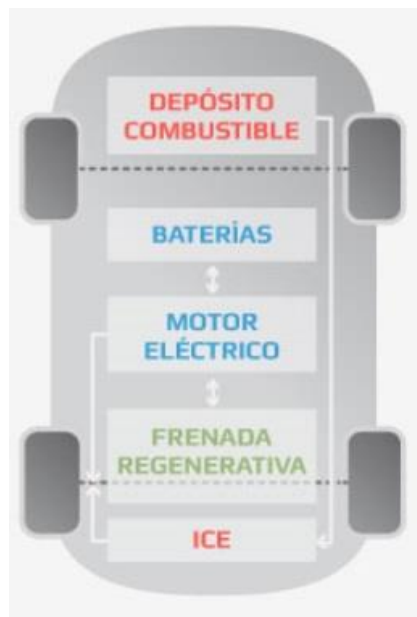 DEPÓSITO
COMBUSTIBLE
BATERÍAS
MOTOR
ELÉCTRICO
FRENADA
REGENERATIVA
ICE